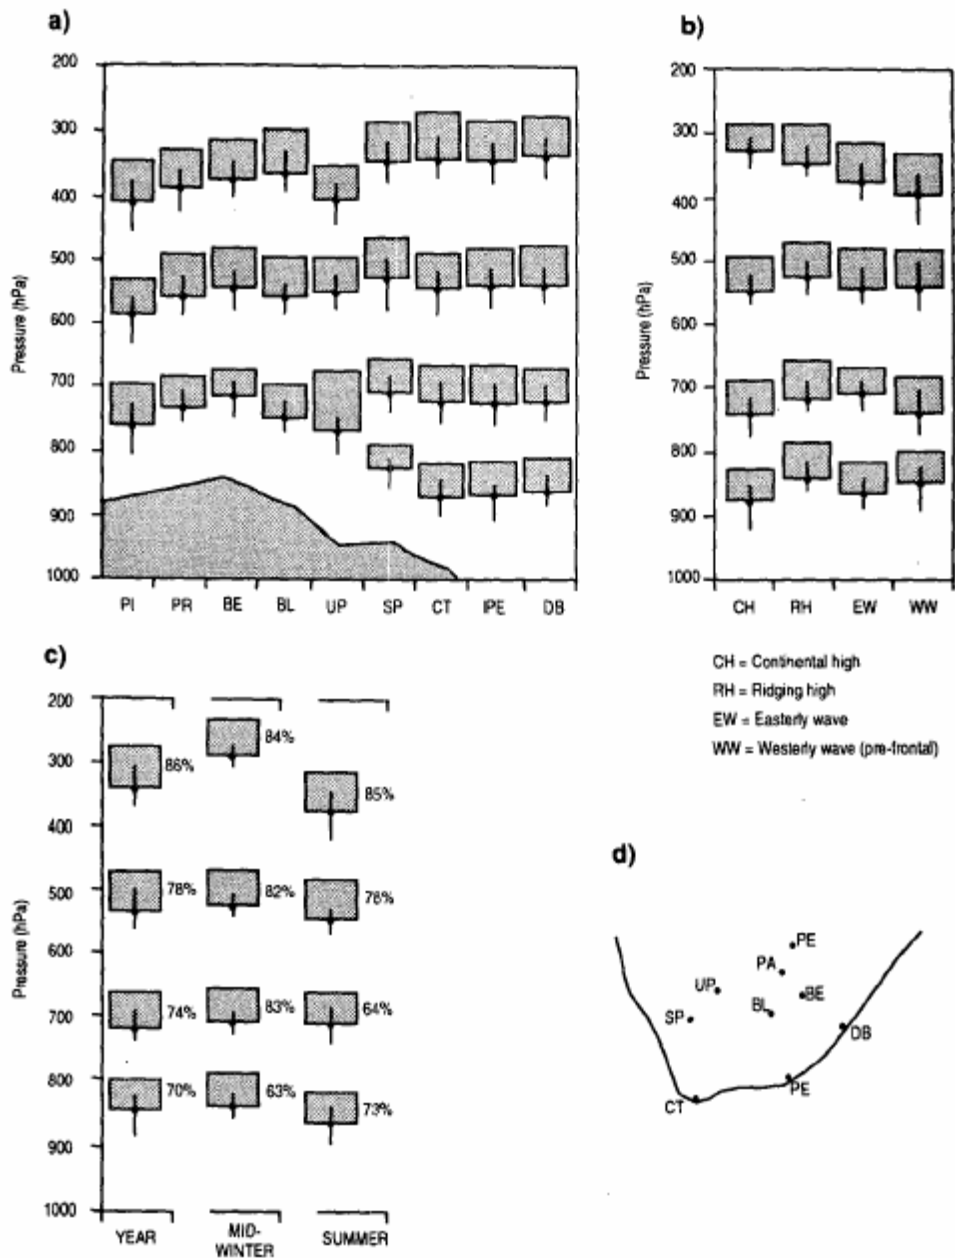 a)
200
300
400
500
600
700
800
900
1000
Pressure (hPa)
PI PR BE BL UP SP CT PE DB
b)
200
300
400
500
600
700
800
900
1000
Pressure (hPa)
CH RH EW WW
CH = Continental high
RH = Ridging high
EW = Easterly wave
WW = Westerly wave (pre-frontal)
c)
200
300
400
500
600
700
800
900
1000
Pressure (hPa)
86% 84% 85%
78% 82% 78%
74% 83% 64%
70% 63% 73%
YEAR MID- SUMMER
WINTER
d)
PE
PA
UP BE
SP BL
DB
PE
CT